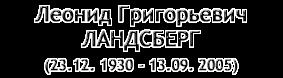 Леонид Григорьевич
ЛАНДСБЕРГ
(23.12. 1930 - 13.09. 2005)